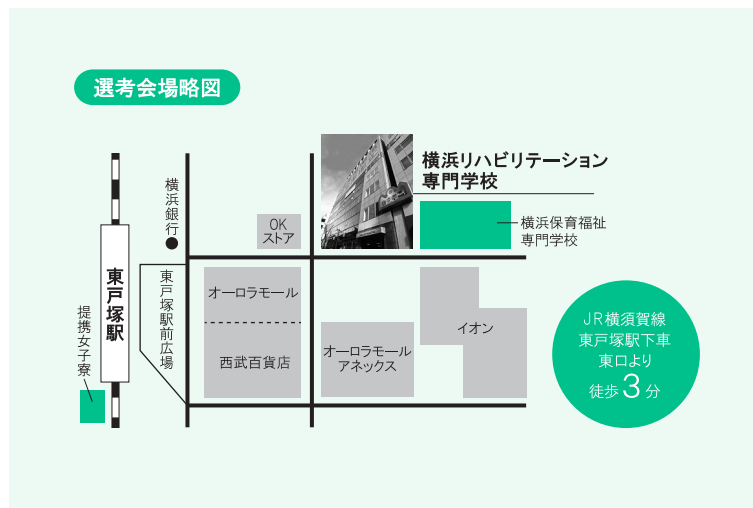 選考会場略図
横浜リハビリテーション
専門学校
横浜銀行
OK
ストア
横浜保育福祉
専門学校
東戸塚駅
東戸塚駅前広場
オーロラモール
西武百貨店
オーロラモール
アネックス
イオン
提携女子寮
JR横須賀線
東戸塚駅下車
東口より
徒歩3分